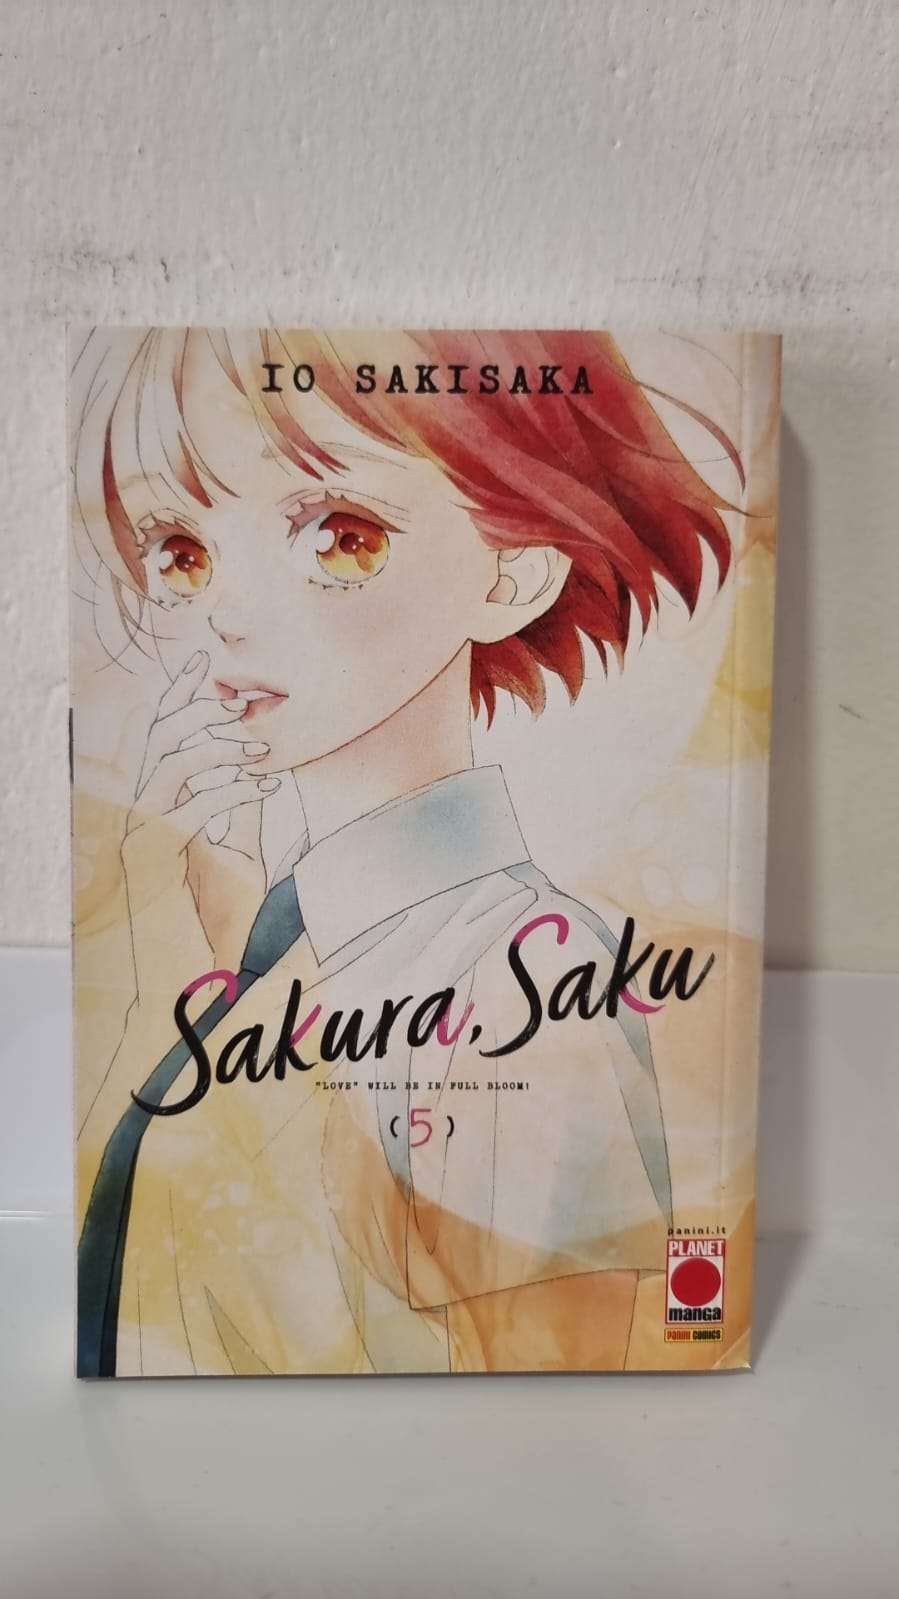 IO SAKISAKA
Sakura, Saku
"LOVE" WILL BE IN FULL BLOOM!
(5)
panini.it
PLANET
manga
PANINI COMICS